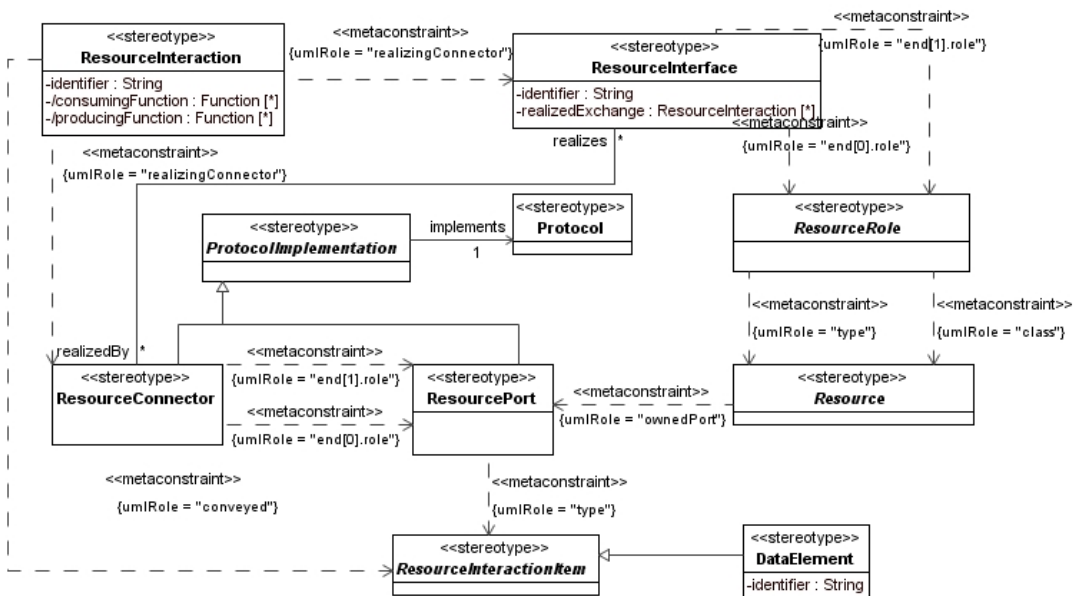 <<stereotype>>
ResourceInteraction
-identifier : String
-/consumingFunction : Function [*]
-/producingFunction : Function [*]
<<metaconstraint>>
{umlRole = "realizingConnector"}
<<stereotype>>
ResourceInterface
-identifier : String
-realizedExchange : ResourceInteraction [*]
<<metaconstraint>>
{umlRole = "end[1].role"}
<<metaconstraint>>
{umlRole = "end[0].role"}
realizes *
<<metaconstraint>>
{umlRole = "realizingConnector"}
<<stereotype>>
ProtocolImplementation
implements
1
<<stereotype>>
Protocol
<<stereotype>>
ResourceRole
<<metaconstraint>>
{umlRole = "type"}
<<metaconstraint>>
{umlRole = "class"}
realizedBy *
<<stereotype>>
ResourceConnector
<<metaconstraint>>
{umlRole = "end[1].role"}
<<metaconstraint>>
{umlRole = "end[0].role"}
<<stereotype>>
ResourcePort
<<metaconstraint>>
{umlRole = "ownedPort"}
<<stereotype>>
Resource
<<metaconstraint>>
{umlRole = "conveyed"}
<<metaconstraint>>
{umlRole = "type"}
<<stereotype>>
ResourceInteractionItem
<<stereotype>>
DataElement
-identifier : String